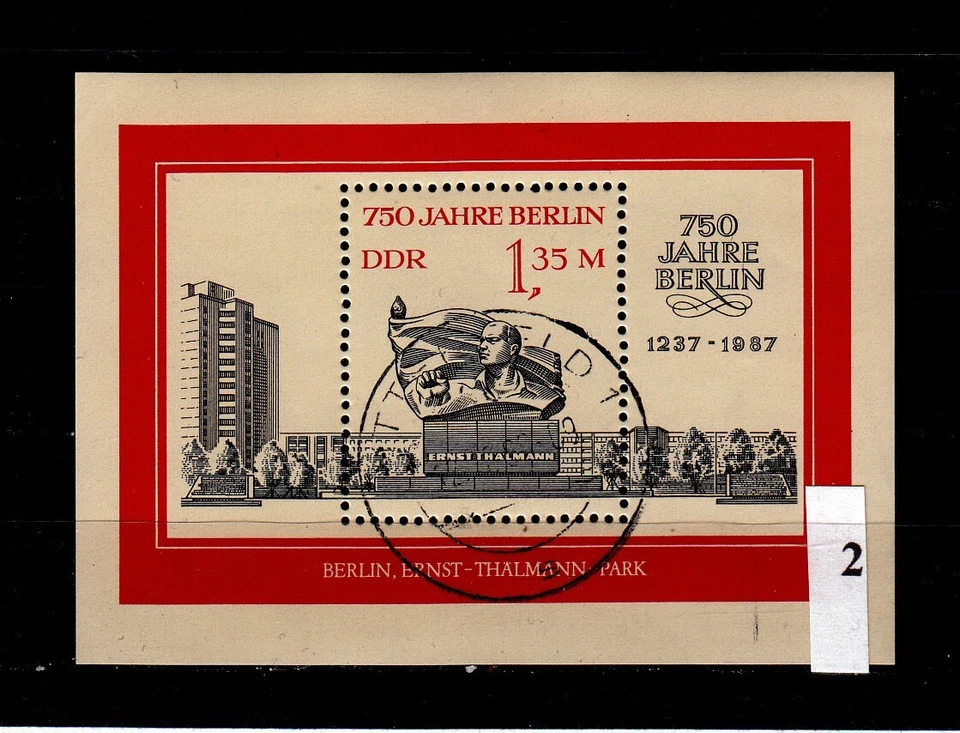 750 JAHRE BERLIN
DDR 1,35 M
ERNST THÄLMANN
750
JAHRE
BERLIN
1237-1987
BERLIN, ERNST-THÄLMANN-PARK
2